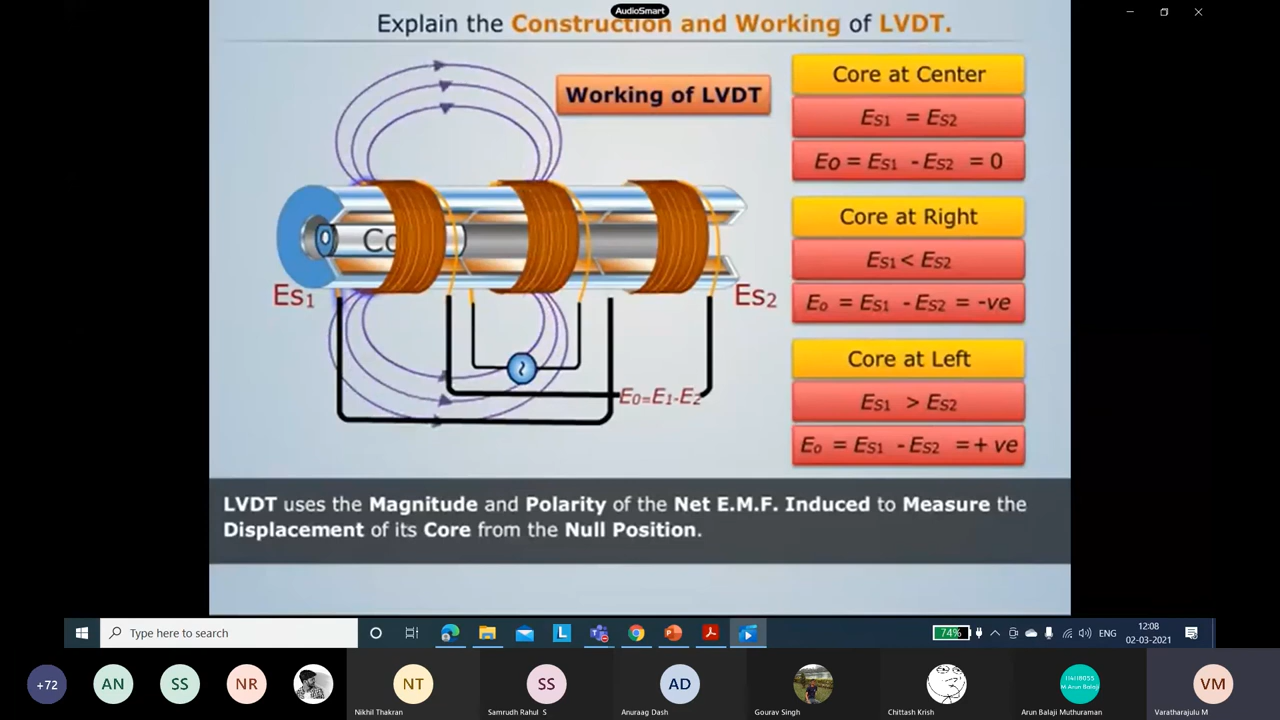 AudioSmart
Explain the Construction and Working of LVDT.
Working of LVDT
Co
Es1
Es2
E0=E1-E2
Core at Center
ES1 = ES2
Eo = ES1 - ES2 = 0
Core at Right
ES1 < ES2
Eo = ES1 - ES2 = -ve
Core at Left
ES1 > ES2
Eo = ES1 - ES2 = + ve
LVDT uses the Magnitude and Polarity of the Net E.M.F. Induced to Measure the
Displacement of its Core from the Null Position.
Type here to search
L
74%
ENG
12:08
02-03-2021
+72
AN
SS
NR
NT
Nikhil Thakran
SS
Samrudh Rahul S
AD
Anuraag Dash
Gourav Singh
Chittash Krish
114118055
M Arun Balaji
Arun Balaji Muthuraman
VM
Varatharajulu M